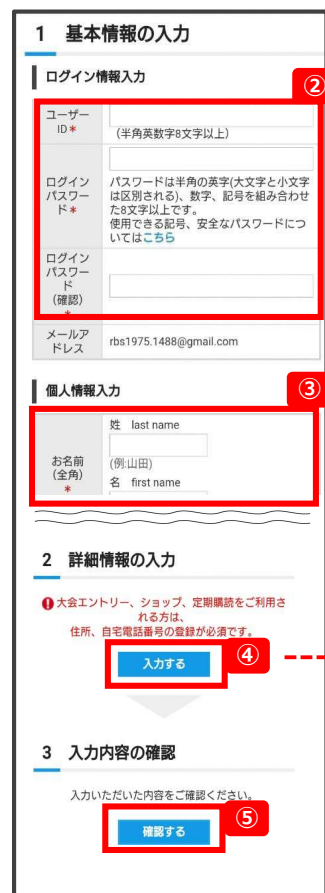 1 基本情報の入力
ログイン情報入力
②
ユーザー
ID*
(半角英数字8文字以上)
ログイン
パスワー
ド*
パスワードは半角の英字(大文字と小文字
は区別される)、数字、記号を組み合わせ
た8文字以上です。
使用できる記号、安全なパスワードにつ
いてはこちら
ログイン
パスワー
ド
(確認)
*
メールア
ドレス
rbs1975.1488@gmail.com
個人情報入力
③
お名前
(全角)
*
姓 last name
(例:山田)
名 first name
2 詳細情報の入力
大会エントリー、ショップ、定期購読をご利用さ
れる方は、
住所、自宅電話番号の登録が必須です。
入力する
④
3 入力内容の確認
入力いただいた内容をご確認ください。
⑤
確認する